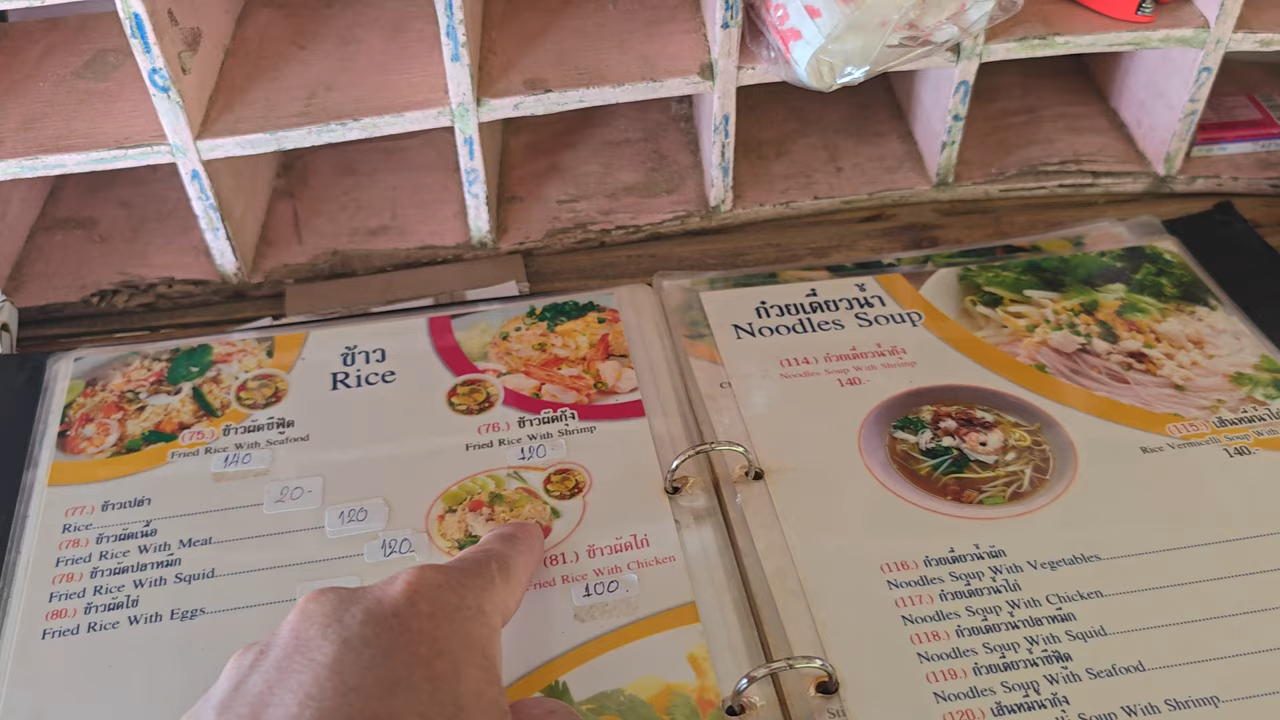 ข้าว
Rice
(75.) ข้าวผัดซีฟู้ด
Fried Rice With Seafood
140
(76.) ข้าวผัดกุ้ง
Fried Rice With Shrimp
120.
(77.) ข้าวเปล่า
Rice 20-
(78.) ข้าวผัดเนื้อ
Fried Rice With Meat 120
(79.) ข้าวผัดปลาหมึก
Fried Rice With Squid 120.
(80.) ข้าวผัดไข่
Fried Rice With Eggs
(81.) ข้าวผัดไก่
Fried Rice With Chicken
100.
ก๋วยเตี๋ยวน้ำ
Noodles Soup
(114.) ก๋วยเตี๋ยวน้ำกุ้ง
Noodles Soup With Shrimp
140.-
(115.) เส้นหมี่น้ำไก่
Rice Vermicelli Soup With
140.-
(116.) ก๋วยเตี๋ยวน้ำผัก
Noodles Soup With Vegetables
(117.) ก๋วยเตี๋ยวน้ำไก่
Noodles Soup With Chicken
(118.) ก๋วยเตี๋ยวน้ำปลาหมึก
Noodles Soup With Squid
(119.) ก๋วยเตี๋ยวน้ำซีฟู้ด
Noodles Soup With Seafood
(120.) เส้นหมี่น้ำกุ้ง
Soup With Shrimp